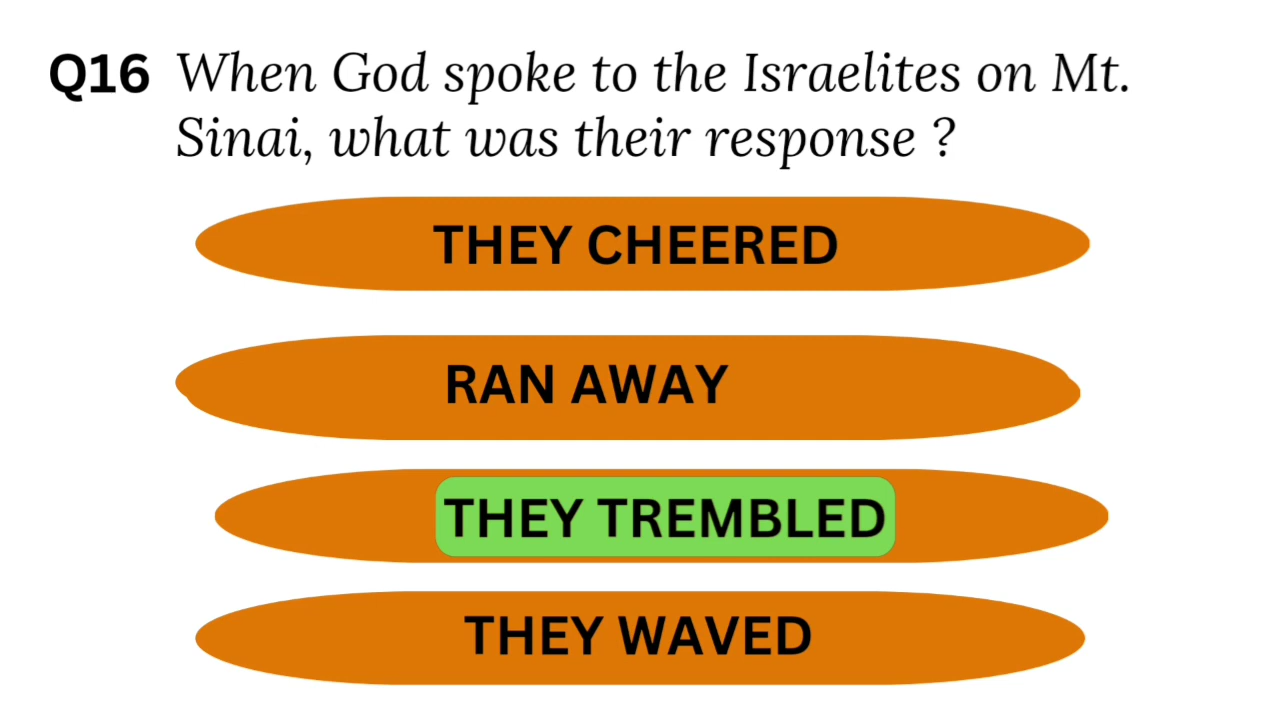 Q16 When God spoke to the Israelites on Mt.
Sinai, what was their response ?
THEY CHEERED
RAN AWAY
THEY TREMBLED
THEY WAVED